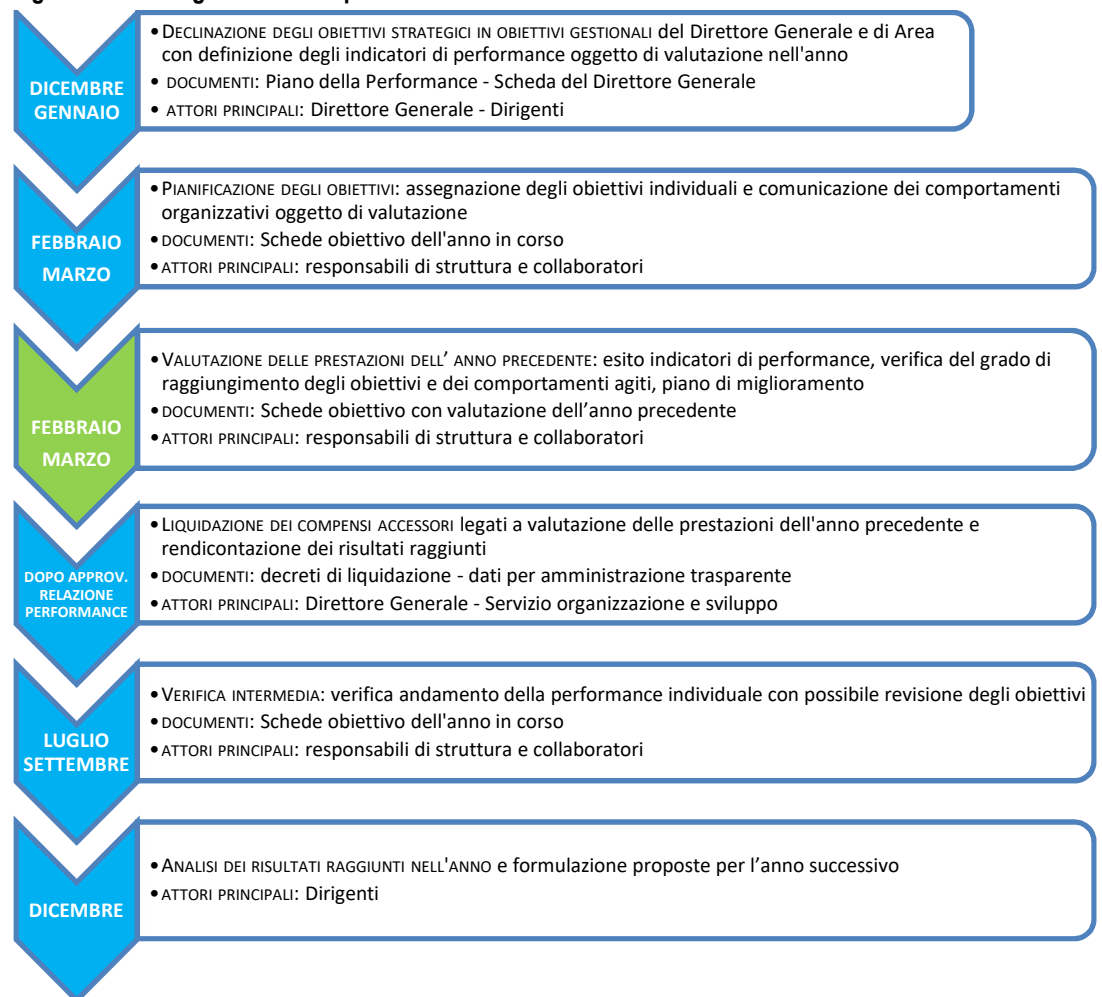 DICEMBRE
GENNAIO
• DECLINAZIONE DEGLI OBIETTIVI STRATEGICI IN OBIETTIVI GESTIONALI del Direttore Generale e di Area
con definizione degli indicatori di performance oggetto di valutazione nell'anno
• DOCUMENTI: Piano della Performance - Scheda del Direttore Generale
• ATTORI PRINCIPALI: Direttore Generale - Dirigenti
FEBBRAIO
MARZO
• PIANIFICAZIONE DEGLI OBIETTIVI: assegnazione degli obiettivi individuali e comunicazione dei comportamenti
organizzativi oggetto di valutazione
• DOCUMENTI: Schede obiettivo dell'anno in corso
• ATTORI PRINCIPALI: responsabili di struttura e collaboratori
FEBBRAIO
MARZO
• VALUTAZIONE DELLE PRESTAZIONI DELL' ANNO PRECEDENTE: esito indicatori di performance, verifica del grado di
raggiungimento degli obiettivi e dei comportamenti agiti, piano di miglioramento
• DOCUMENTI: Schede obiettivo con valutazione dell’anno precedente
• ATTORI PRINCIPALI: responsabili di struttura e collaboratori
DOPO APPROV.
RELAZIONE
PERFORMANCE
• LIQUIDAZIONE DEI COMPENSI ACCESSORI legati a valutazione delle prestazioni dell'anno precedente e
rendicontazione dei risultati raggiunti
• DOCUMENTI: decreti di liquidazione - dati per amministrazione trasparente
• ATTORI PRINCIPALI: Direttore Generale - Servizio organizzazione e sviluppo
LUGLIO
SETTEMBRE
• VERIFICA INTERMEDIA: verifica andamento della performance individuale con possibile revisione degli obiettivi
• DOCUMENTI: Schede obiettivo dell'anno in corso
• ATTORI PRINCIPALI: responsabili di struttura e collaboratori
DICEMBRE
• ANALISI DEI RISULTATI RAGGIUNTI NELL'ANNO e formulazione proposte per l’anno successivo
• ATTORI PRINCIPALI: Dirigenti